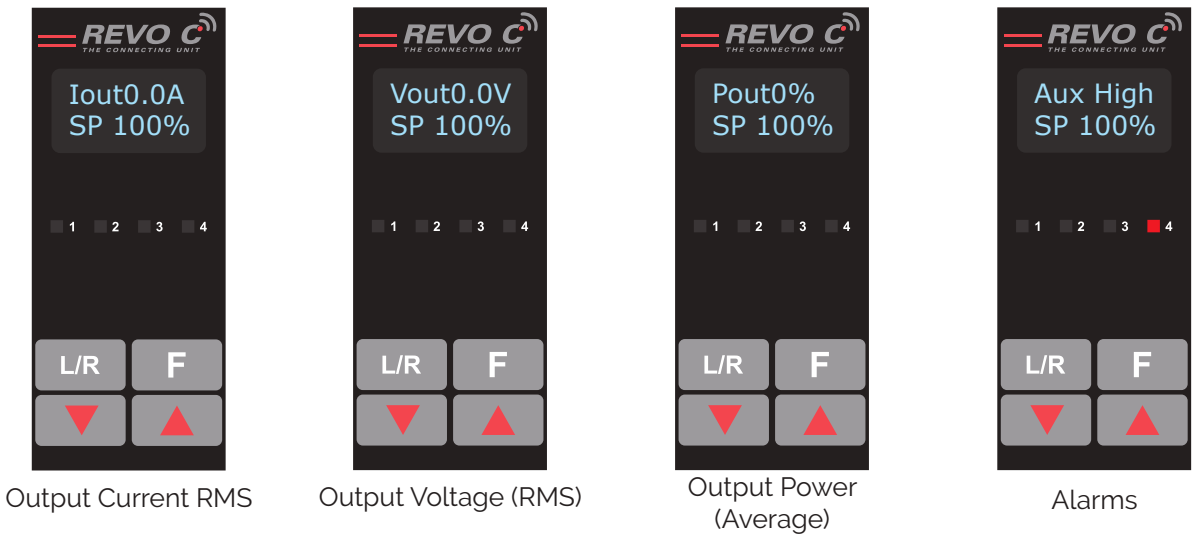 REVO C
THE CONNECTING UNIT
Iout0.0A
SP 100%
1 2 3 4
L/R F
Output Current RMS
REVO C
THE CONNECTING UNIT
Vout0.0V
SP 100%
1 2 3 4
L/R F
Output Voltage (RMS)
REVO C
THE CONNECTING UNIT
Pout0%
SP 100%
1 2 3 4
L/R F
Output Power
(Average)
REVO C
THE CONNECTING UNIT
Aux High
SP 100%
1 2 3 4
L/R F
Alarms